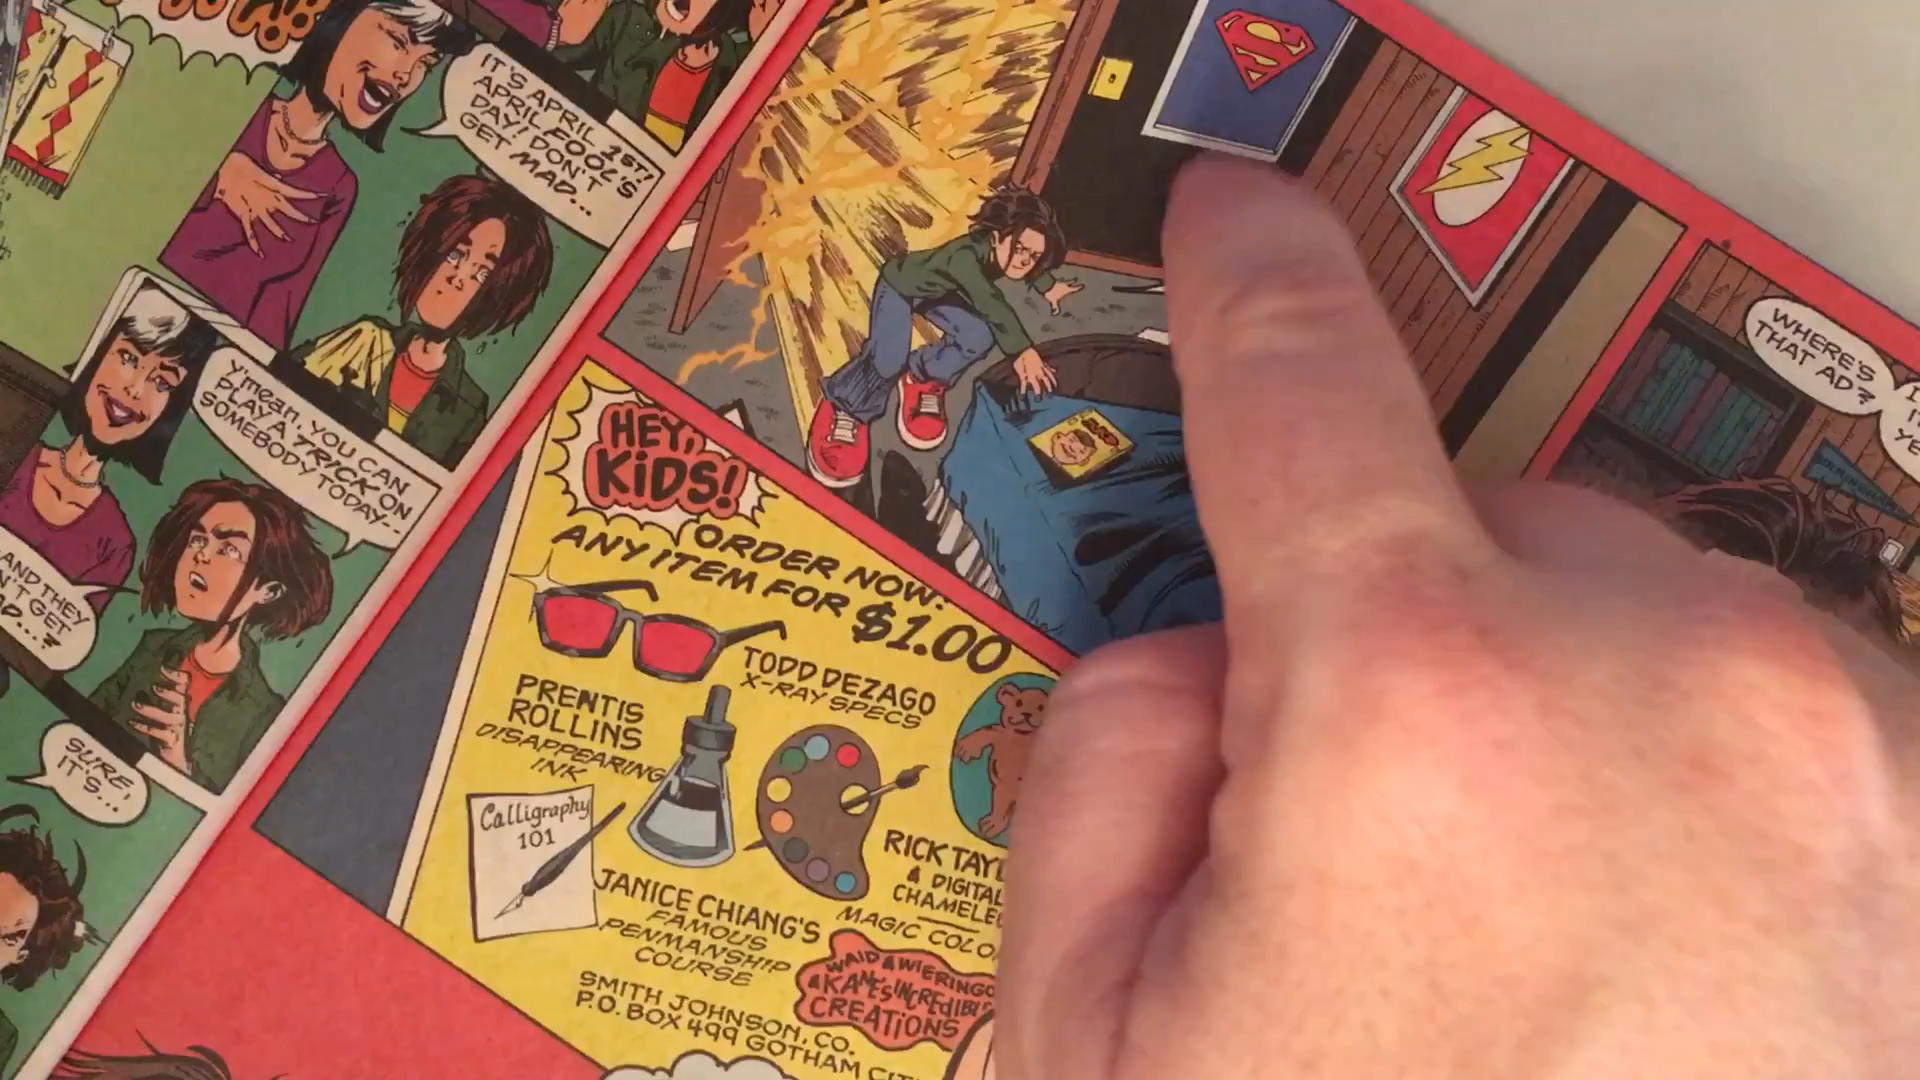 IT'S APRIL 1ST!
APRIL FOOL'S
DAY! DON'T
GET MAD...
Y'mean, YOU CAN
PLAY A TRICK ON
SOMEBODY TODAY--
AND THEY
GET
SURE,
IT'S...
WHERE'S
THAT AD?
HEY,
KIDS!
ORDER NOW!
ANY ITEM FOR $1.00
TODD DEZAGO
X-RAY SPECS
PRENTIS
ROLLINS
DISAPPEARING
INK
Calligraphy
101
RICK
& DIGITAL
MAGIC
JANICE CHIANG'S
FAMOUS
PENMANSHIP
COURSE
WAID & WIERINGO
& KANE'S INCREDIBLE
CREATIONS
SMITH JOHNSON, CO.
P.O. BOX 499 GOTHAM